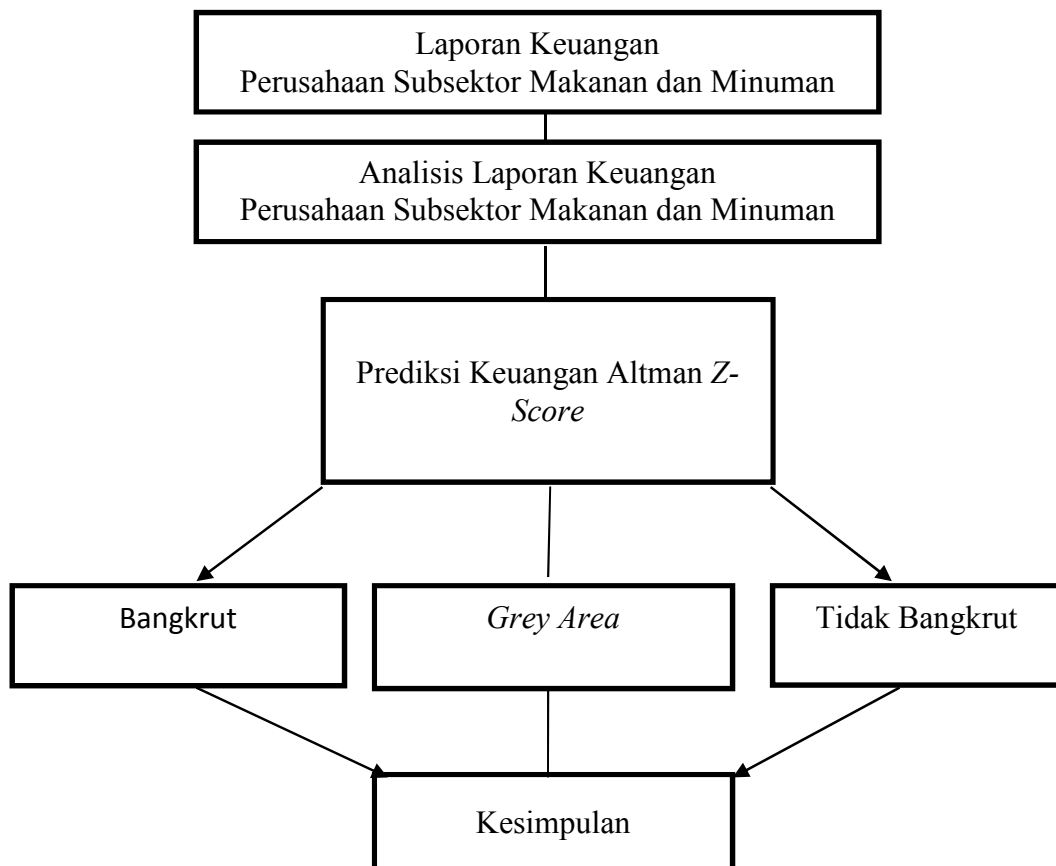 Laporan Keuangan
Perusahaan Subsektor Makanan dan Minuman
Analisis Laporan Keuangan
Perusahaan Subsektor Makanan dan Minuman
Prediksi Keuangan Altman Z-
Score
Bangkrut
Grey Area
Tidak Bangkrut
Kesimpulan